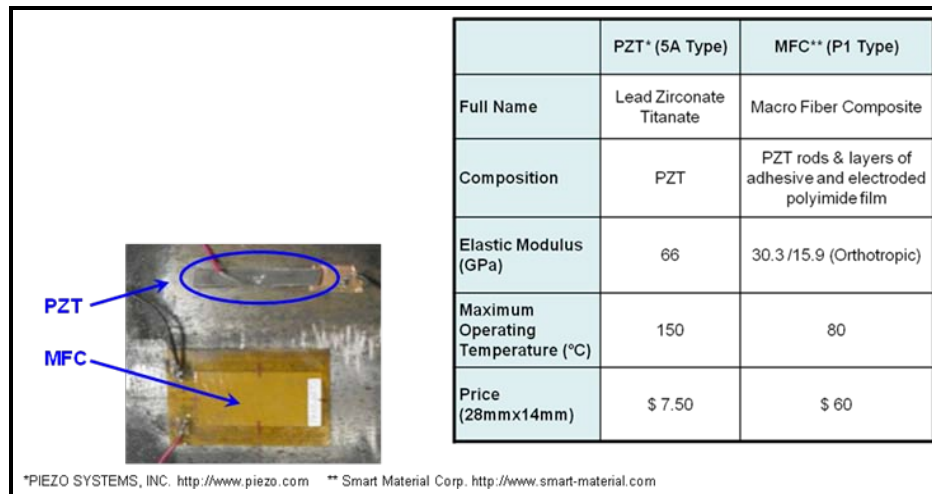 PZT* (5A Type)
MFC** (P1 Type)
Full Name
Lead Zirconate
Titanate
Macro Fiber Composite
Composition
PZT
PZT rods & layers of
adhesive and electroded
polyimide film
Elastic Modulus
(GPa)
66
30.3 /15.9 (Orthotropic)
Maximum
Operating
Temperature (°C)
150
80
Price
(28mmx14mm)
$ 7.50
$ 60
PZT
MFC
*PIEZO SYSTEMS, INC. http://www.piezo.com ** Smart Material Corp. http://www.smart-material.com